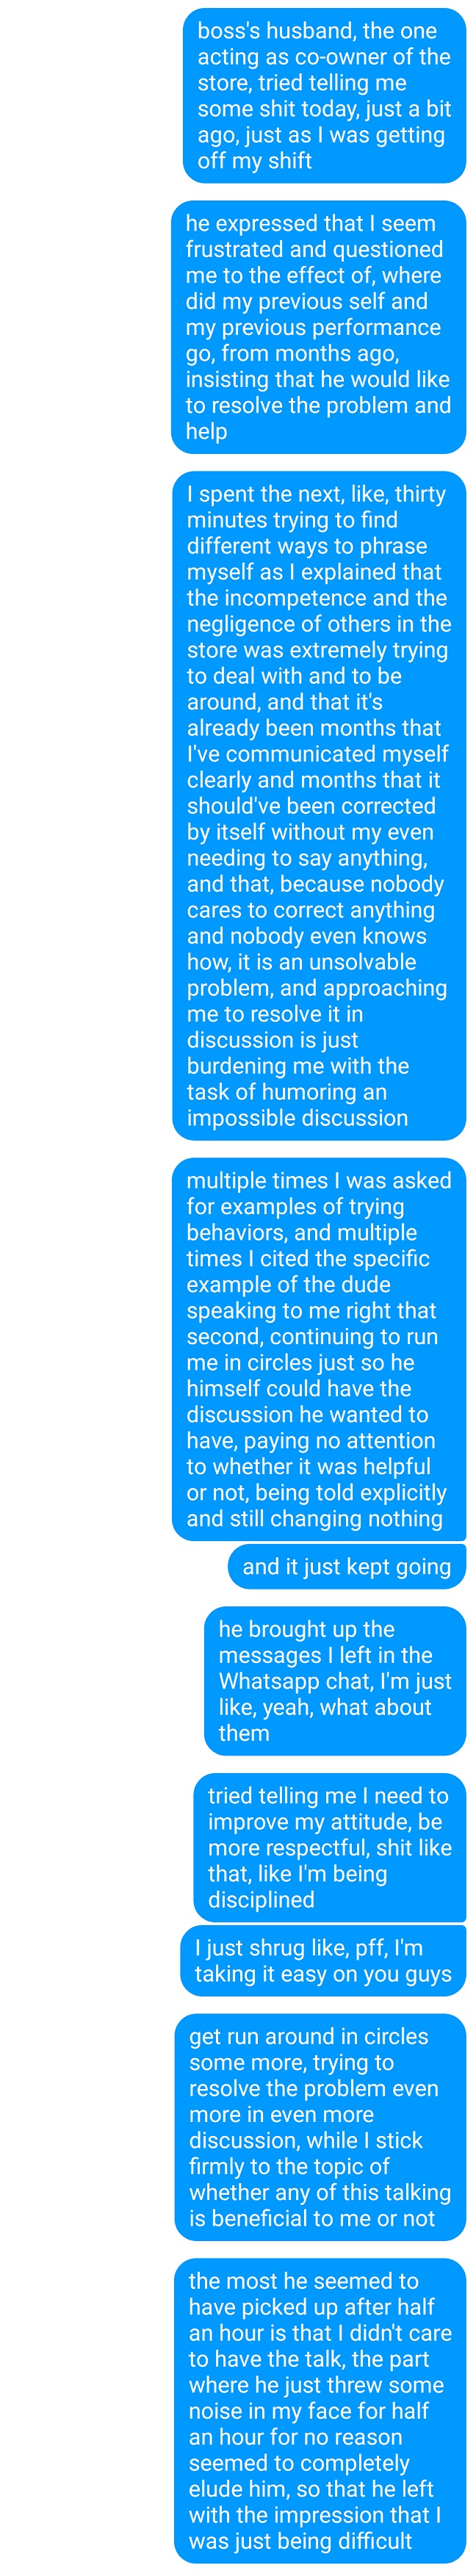 boss's husband, the one
acting as co-owner of the
store, tried telling me
some shit today, just a bit
ago, just as I was getting
off my shift
he expressed that I seem
frustrated and questioned
me to the effect of, where
did my previous self and
my previous performance
go, from months ago,
insisting that he would like
to resolve the problem and
help
I spent the next, like, thirty
minutes trying to find
different ways to phrase
myself as I explained that
the incompetence and the
negligence of others in the
store was extremely trying
to deal with and to be
around, and that it's
already been months that
I've communicated myself
clearly and months that it
should've been corrected
by itself without my even
needing to say anything,
and that, because nobody
cares to correct anything
and nobody even knows
how, it is an unsolvable
problem, and approaching
me to resolve it in
discussion is just
burdening me with the
task of humoring an
impossible discussion
multiple times I was asked
for examples of trying
behaviors, and multiple
times I cited the specific
example of the dude
speaking to me right that
second, continuing to run
me in circles just so he
himself could have the
discussion he wanted to
have, paying no attention
to whether it was helpful
or not, being told explicitly
and still changing nothing
and it just kept going
he brought up the
messages I left in the
Whatsapp chat, I'm just
like, yeah, what about
them
tried telling me I need to
improve my attitude, be
more respectful, shit like
that, like I'm being
disciplined
I just shrug like, pff, I'm
taking it easy on you guys
get run around in circles
some more, trying to
resolve the problem even
more in even more
discussion, while I stick
firmly to the topic of
whether any of this talking
is beneficial to me or not
the most he seemed to
have picked up after half
an hour is that I didn't care
to have the talk, the part
where he just threw some
noise in my face for half
an hour for no reason
seemed to completely
elude him, so that he left
with the impression that I
was just being difficult